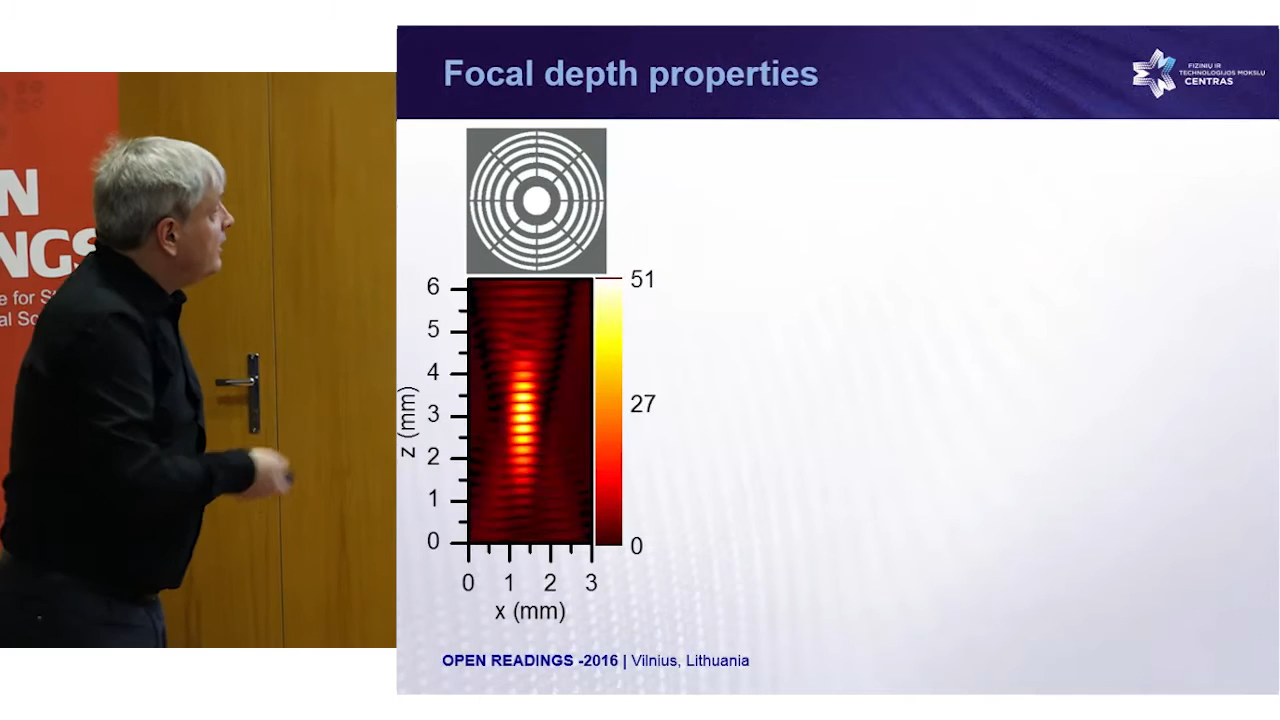 N
NGS
e for S
al So
Focal depth properties
FIZINIŲ IR
TECHNOLOGIJOS MOKSLŲ
CENTRAS
51
27
0
6
5
4
3
2
1
0
z (mm)
0 1 2 3
x (mm)
OPEN READINGS -2016 | Vilnius, Lithuania